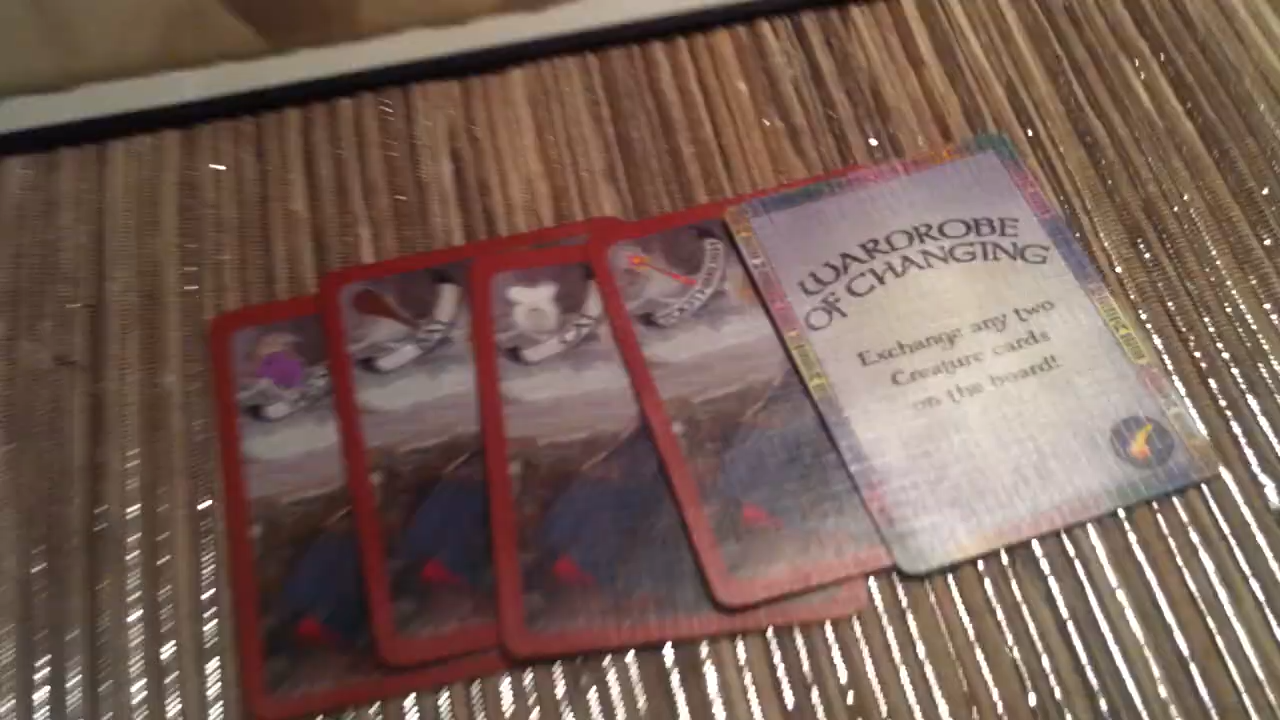 WARDROBE
OF CHANGING
Exchange any two
Creature cards
on the board!